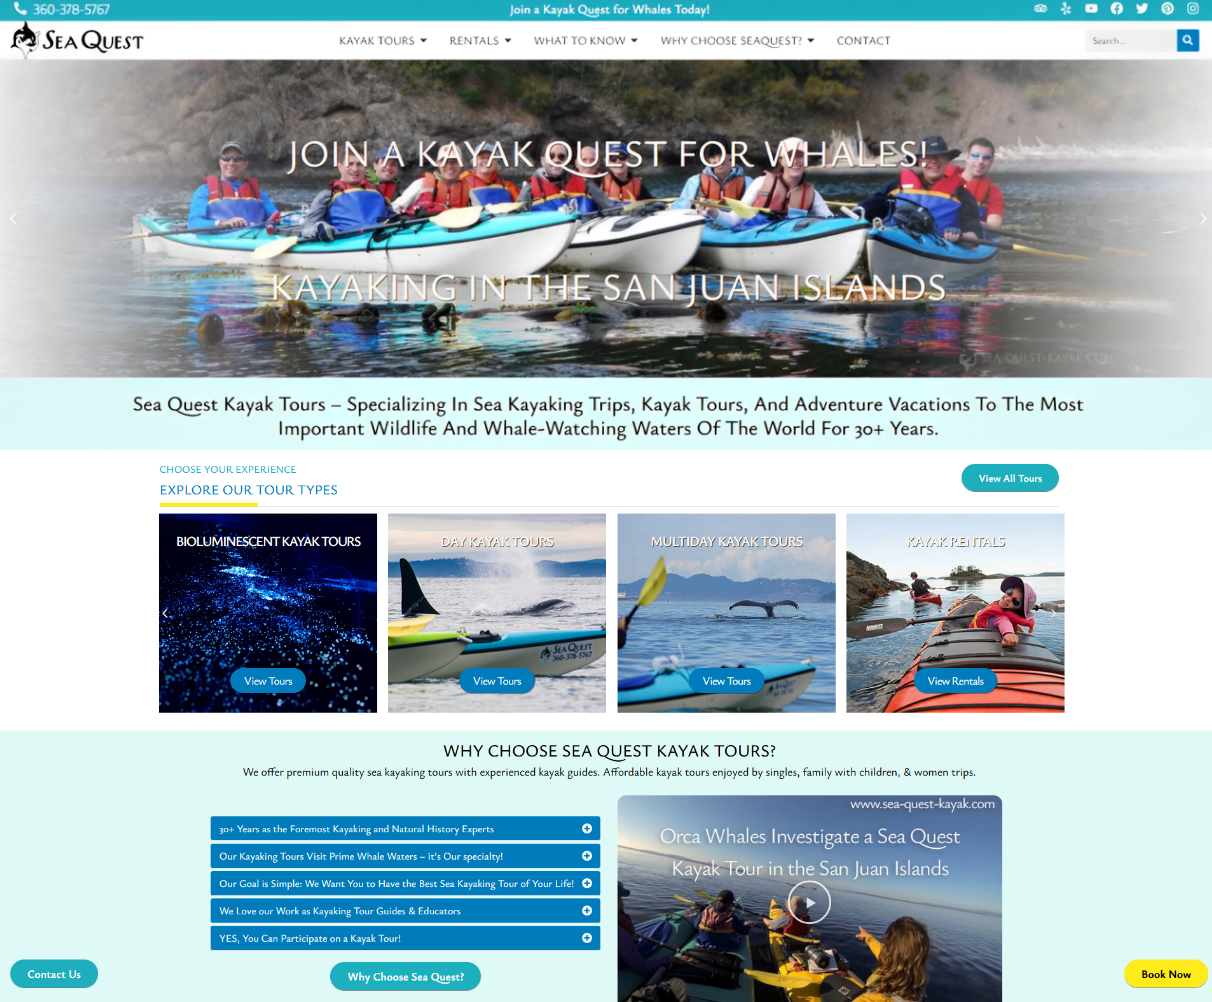 360-378-5767
Join a Kayak Quest for Whales Today!
SEA QUEST
KAYAK TOURS
RENTALS
WHAT TO KNOW
WHY CHOOSE SEAQUEST?
CONTACT
Search...
JOIN A KAYAK QUEST FOR WHALES!
KAYAKING IN THE SAN JUAN ISLANDS
SEA-QUEST-KAYAK.COM
Sea Quest Kayak Tours – Specializing In Sea Kayaking Trips, Kayak Tours, And Adventure Vacations To The Most
Important Wildlife And Whale-Watching Waters Of The World For 30+ Years.
CHOOSE YOUR EXPERIENCE
EXPLORE OUR TOUR TYPES
View All Tours
BIOLUMINESCENT KAYAK TOURS
View Tours
DAY KAYAK TOURS
SEA QUEST
360-378-5767
View Tours
MULTIDAY KAYAK TOURS
View Tours
KAYAK RENTALS
View Rentals
WHY CHOOSE SEA QUEST KAYAK TOURS?
We offer premium quality sea kayaking tours with experienced kayak guides. Affordable kayak tours enjoyed by singles, family with children, & women trips.
30+ Years as the Foremost Kayaking and Natural History Experts
Our Kayaking Tours Visit Prime Whale Waters – it's Our specialty!
Our Goal is Simple: We Want You to Have the Best Sea Kayaking Tour of Your Life!
We Love our Work as Kayaking Tour Guides & Educators
YES, You Can Participate on a Kayak Tour!
Why Choose Sea Quest?
www.sea-quest-kayak.com
Orca Whales Investigate a Sea Quest
Kayak Tour in the San Juan Islands
Contact Us
Book Now